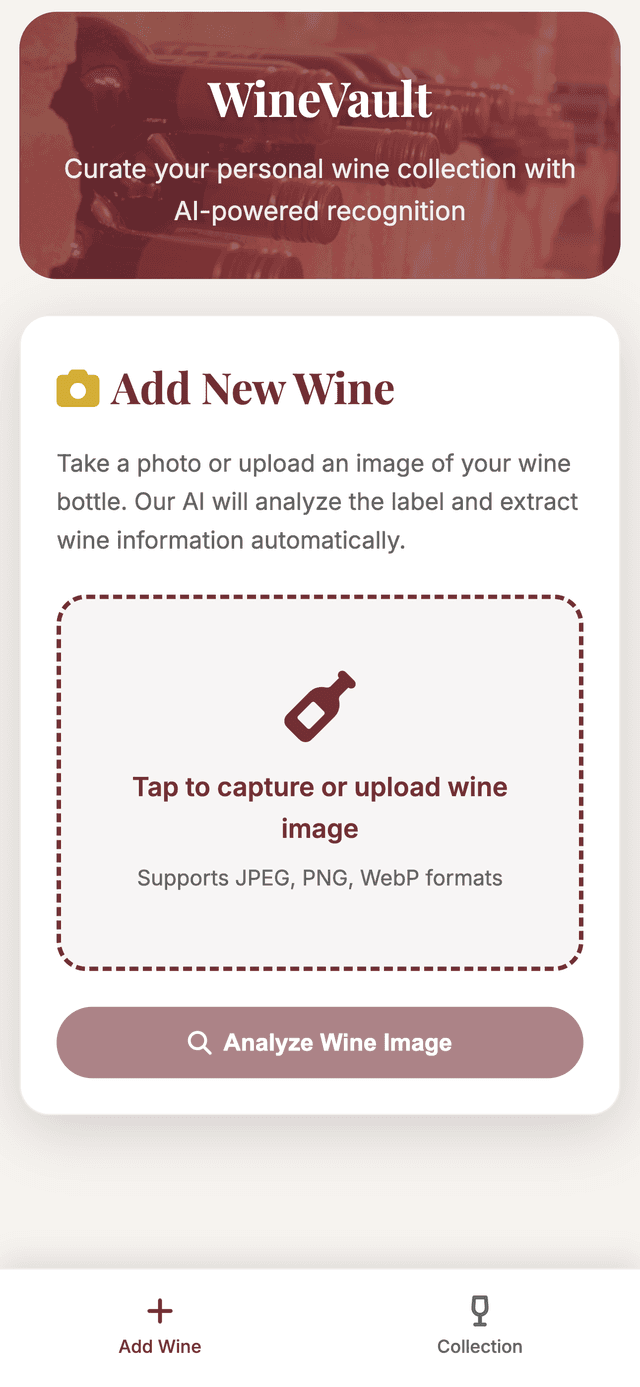 WineVault
Curate your personal wine collection with
AI-powered recognition
Add New Wine
Take a photo or upload an image of your wine
bottle. Our AI will analyze the label and extract
wine information automatically.
Tap to capture or upload wine
image
Supports JPEG, PNG, WebP formats
Analyze Wine Image
Add Wine
Collection